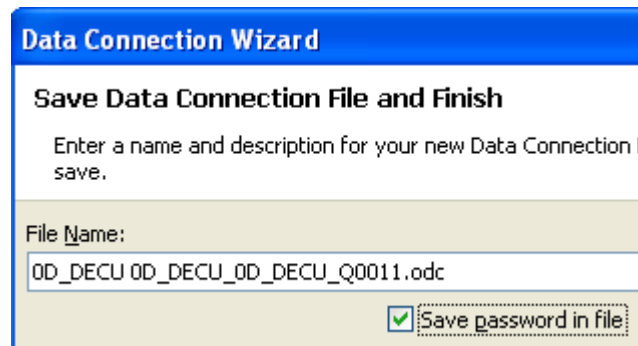 Data Connection Wizard
Save Data Connection File and Finish
Enter a name and description for your new Data Connection
save.
File Name:
0D_DECU 0D_DECU_0D_DECU_Q0011.odc
Save password in file